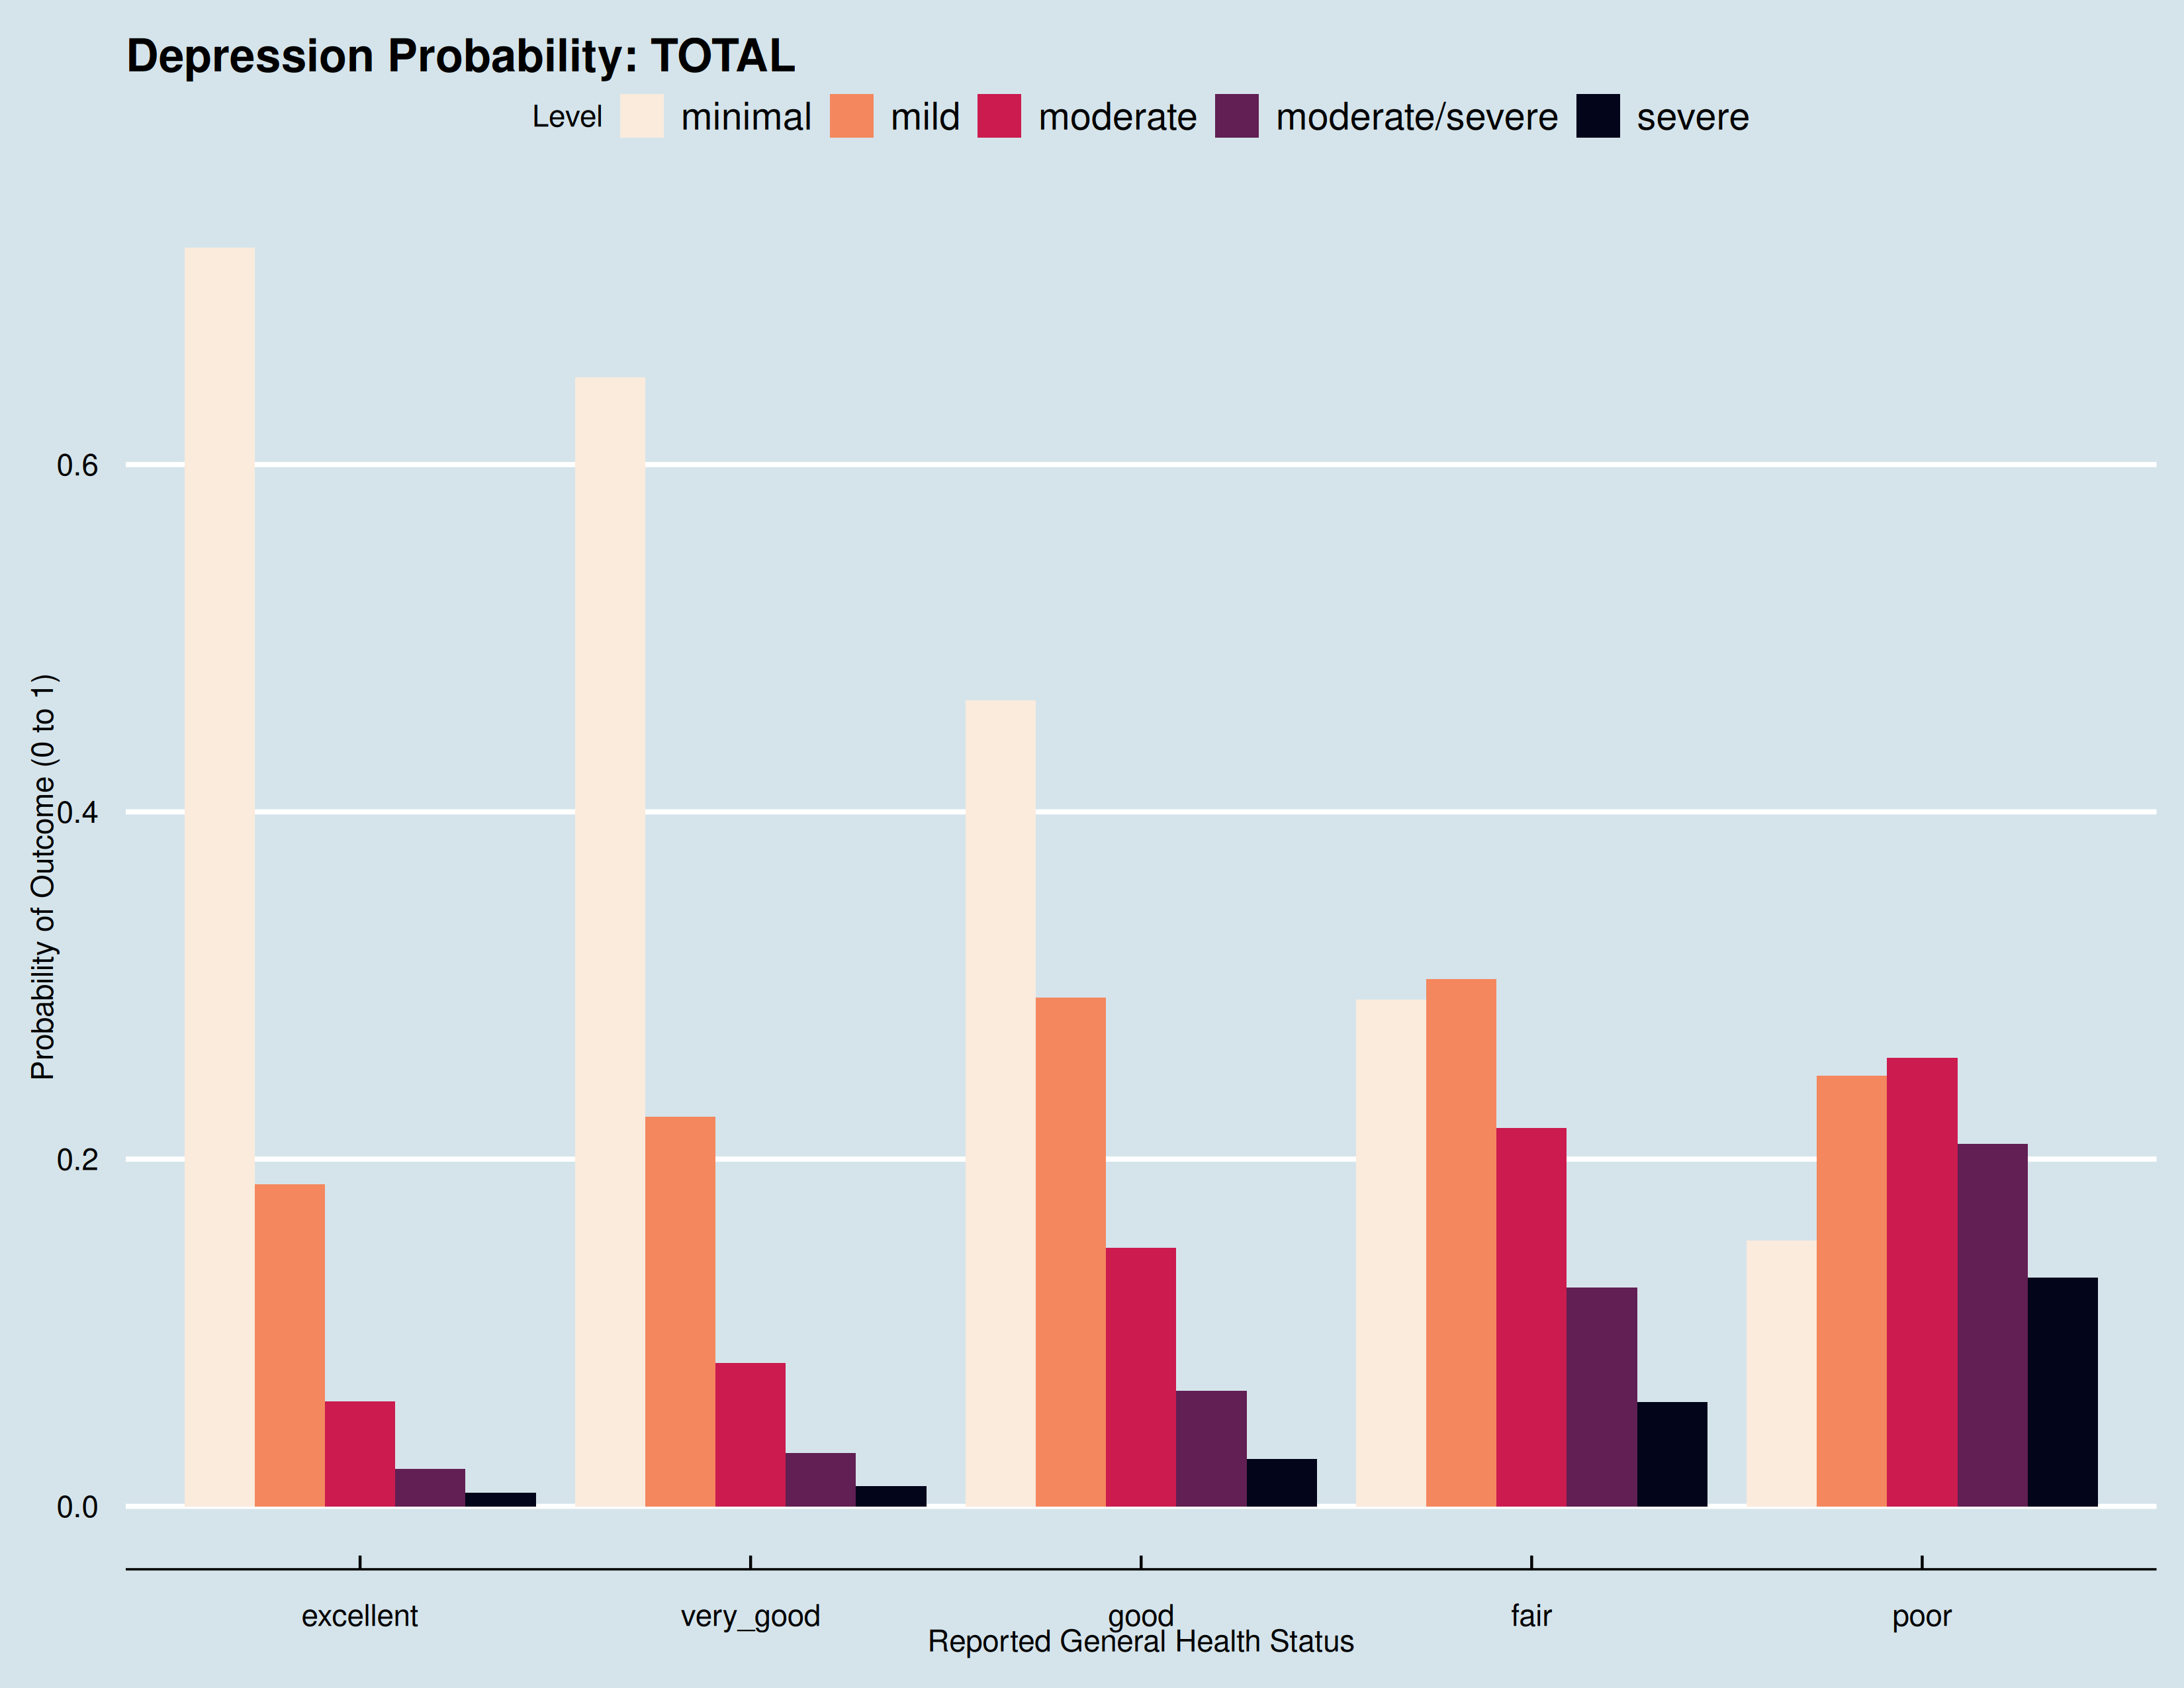 Depression Probability: TOTAL
Level minimal mild moderate moderate/severe severe
Probability of Outcome (0 to 1)
0.6
0.4
0.2
0.0
excellent very_good good fair poor
Reported General Health Status